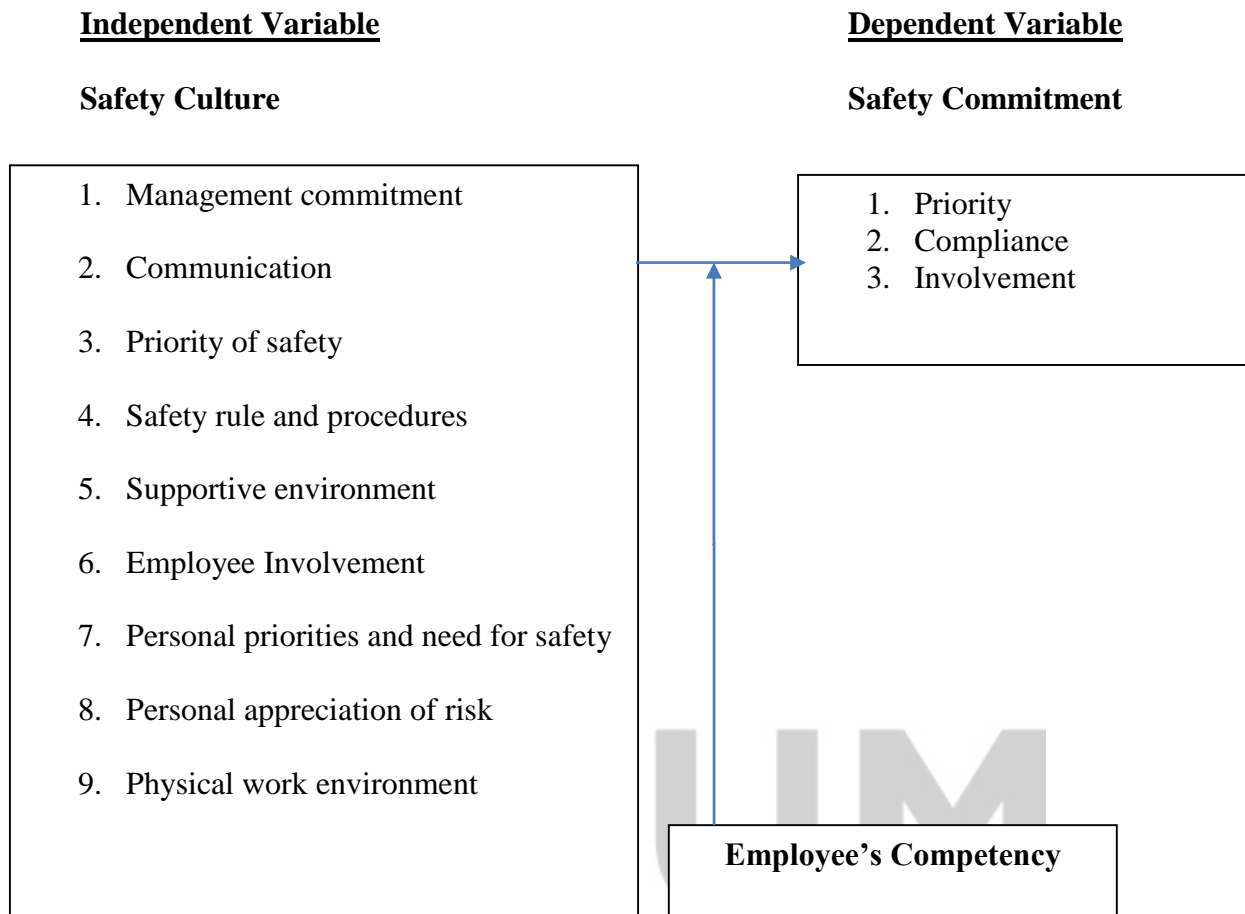 Independent Variable
Dependent Variable
Safety Culture
Safety Commitment
1. Management commitment
2. Communication
3. Priority of safety
4. Safety rule and procedures
5. Supportive environment
6. Employee Involvement
7. Personal priorities and need for safety
8. Personal appreciation of risk
9. Physical work environment
1. Priority
2. Compliance
3. Involvement
Employee’s Competency